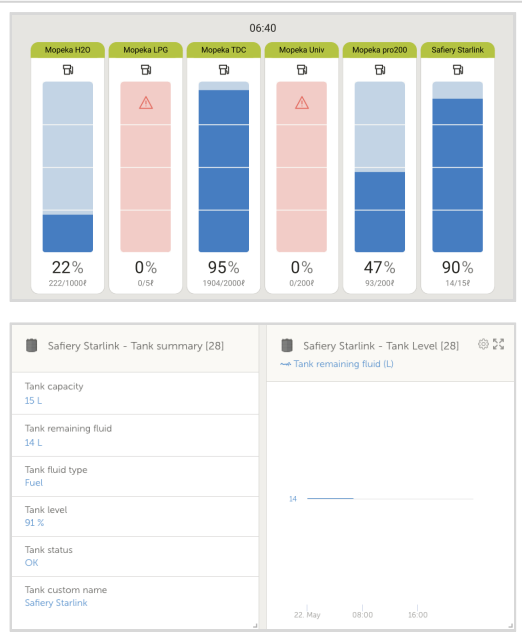 06:40
Mopeka H2O
Mopeka LPG
Mopeka TDC
Mopeka Univ
Mopeka pro200
Safiery Starlink
22%
0%
95%
0%
47%
90%
222/1000ℓ
0/5ℓ
1904/2000ℓ
0/200ℓ
93/200ℓ
14/15ℓ
Safiery Starlink - Tank summary [28]
Tank capacity
15 L
Tank remaining fluid
14 L
Tank fluid type
Fuel
Tank level
91 %
Tank status
OK
Tank custom name
Safiery Starlink
Safiery Starlink - Tank Level [28]
Tank remaining fluid (L)
14
22. May
08:00
16:00